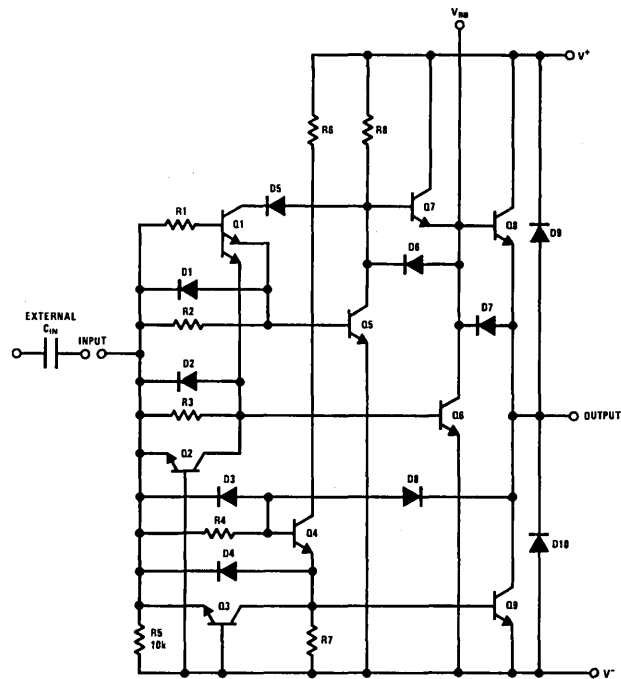 VBB
V+
R6
R8
D5
Q7
R1
Q1
Q8
D9
D1
D6
EXTERNAL
CIN
INPUT
R2
Q5
D7
D2
R3
Q6
OUTPUT
Q2
D3
D8
R4
Q4
D4
D10
Q3
Q9
R5
10k
R7
V-